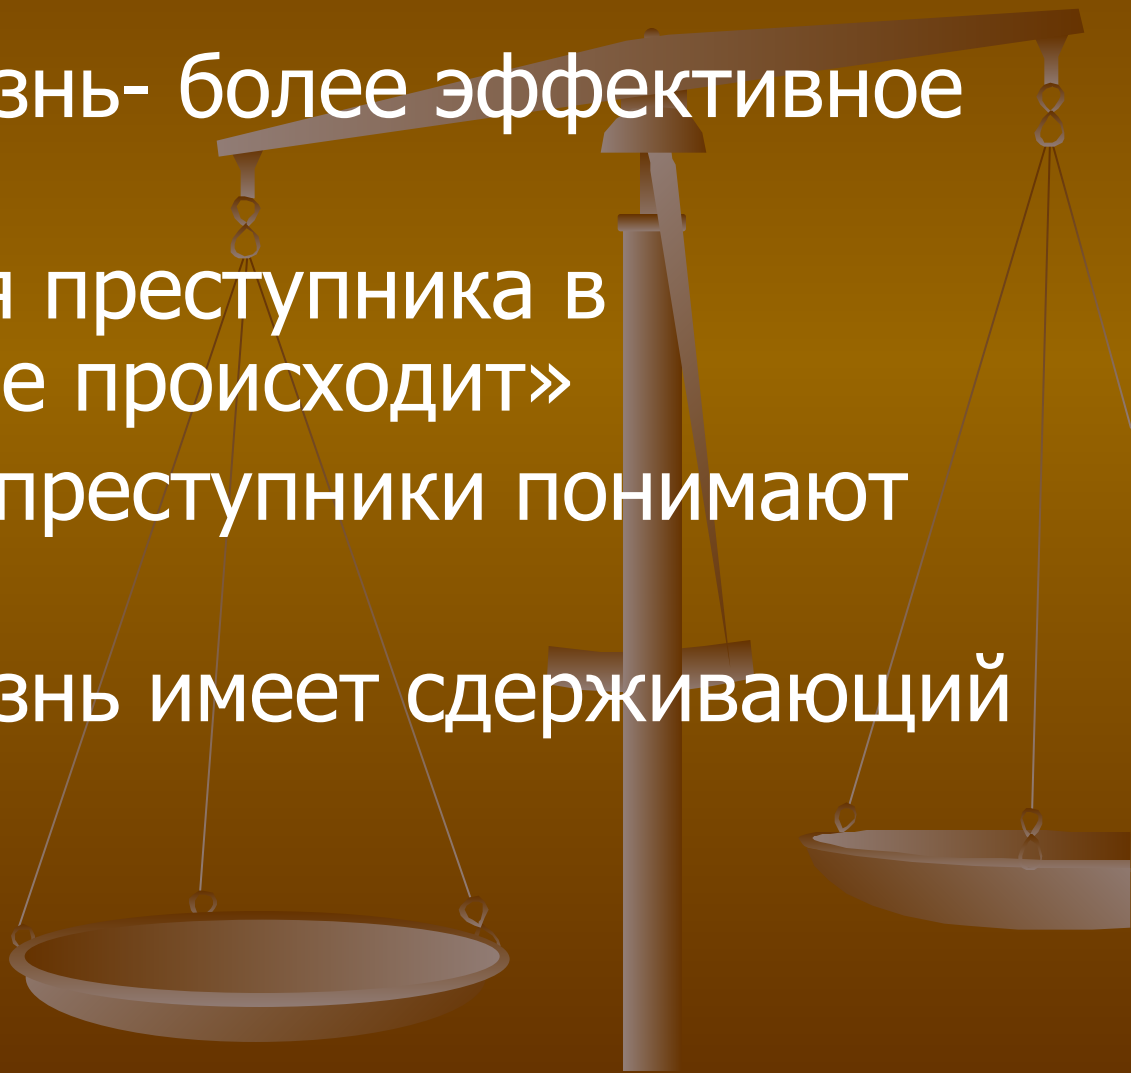 знь- более эффективное
я преступника в
е происходит»
преступники понимают
знь имеет сдерживающий